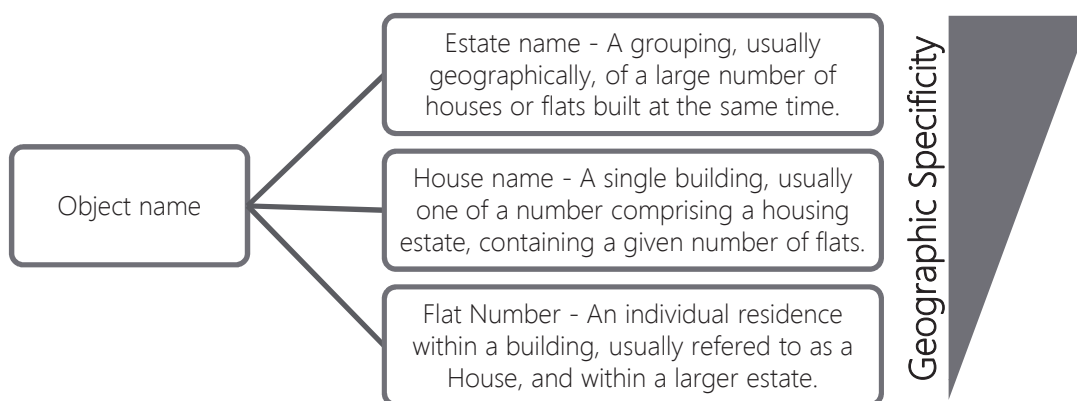 Object name
Estate name - A grouping, usually
geographically, of a large number of
houses or flats built at the same time.
House name - A single building, usually
one of a number comprising a housing
estate, containing a given number of flats.
Flat Number - An individual residence
within a building, usually refered to as a
House, and within a larger estate.
Geographic Specificity